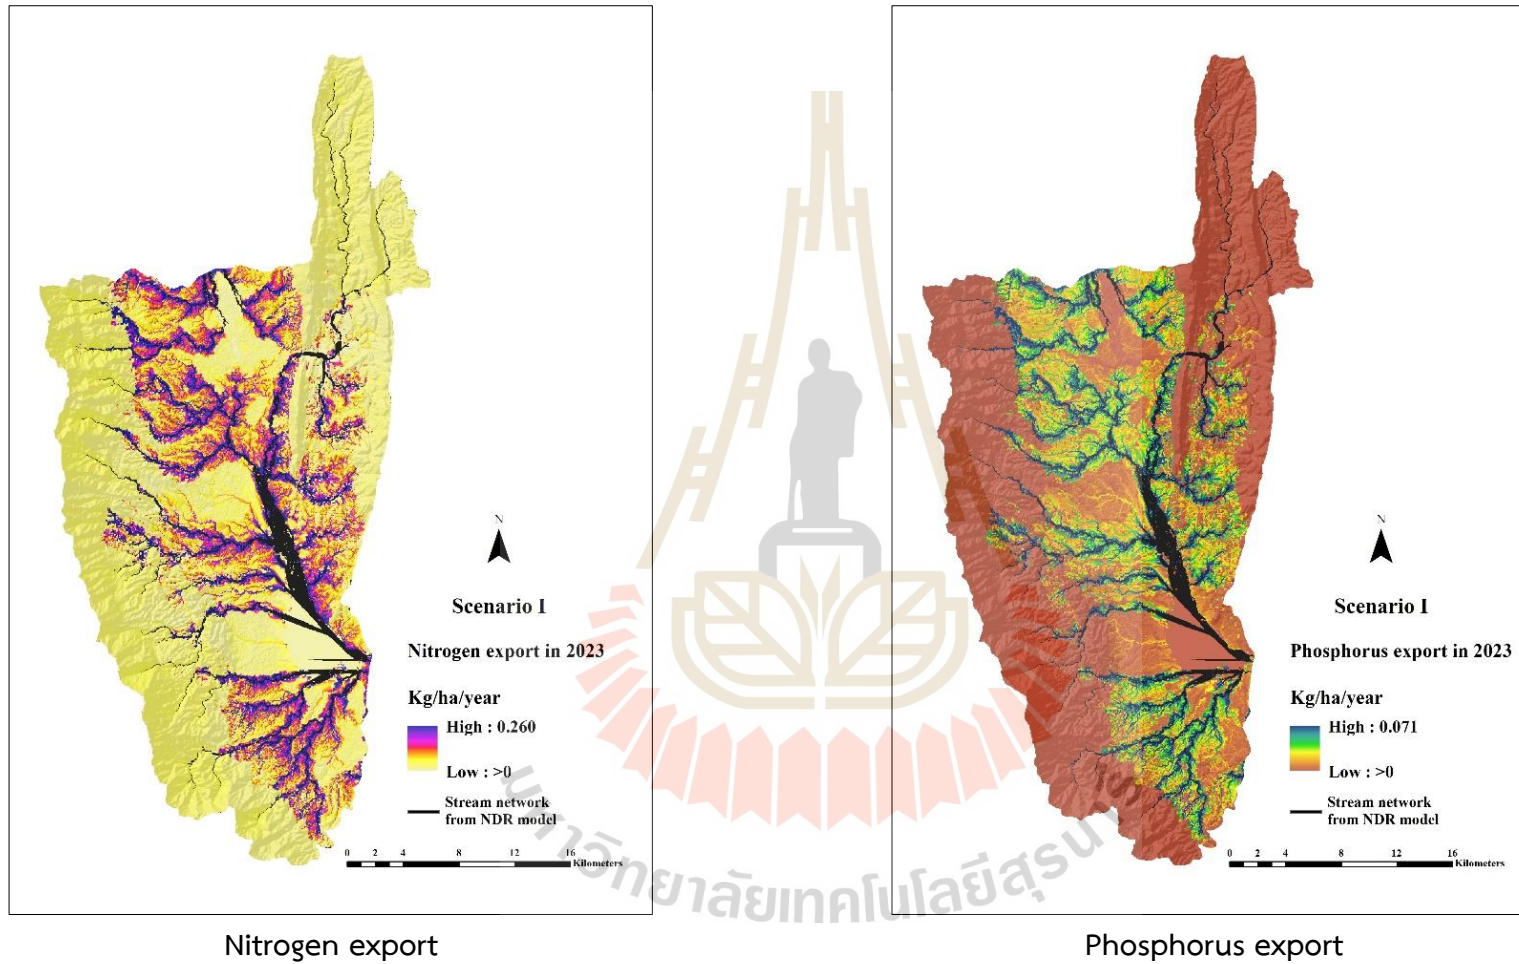 N
Scenario I
Nitrogen export in 2023
Kg/ha/year
High : 0.260
Low : >0
Stream network
from NDR model
0 2 4 8 12 16
Kilometers
Nitrogen export
N
Scenario I
Phosphorus export in 2023
Kg/ha/year
High : 0.071
Low : >0
Stream network
from NDR model
0 2 4 8 12 16
Kilometers
Phosphorus export
มหาวิทยาลัยเทคโนโลยีสุรนารี